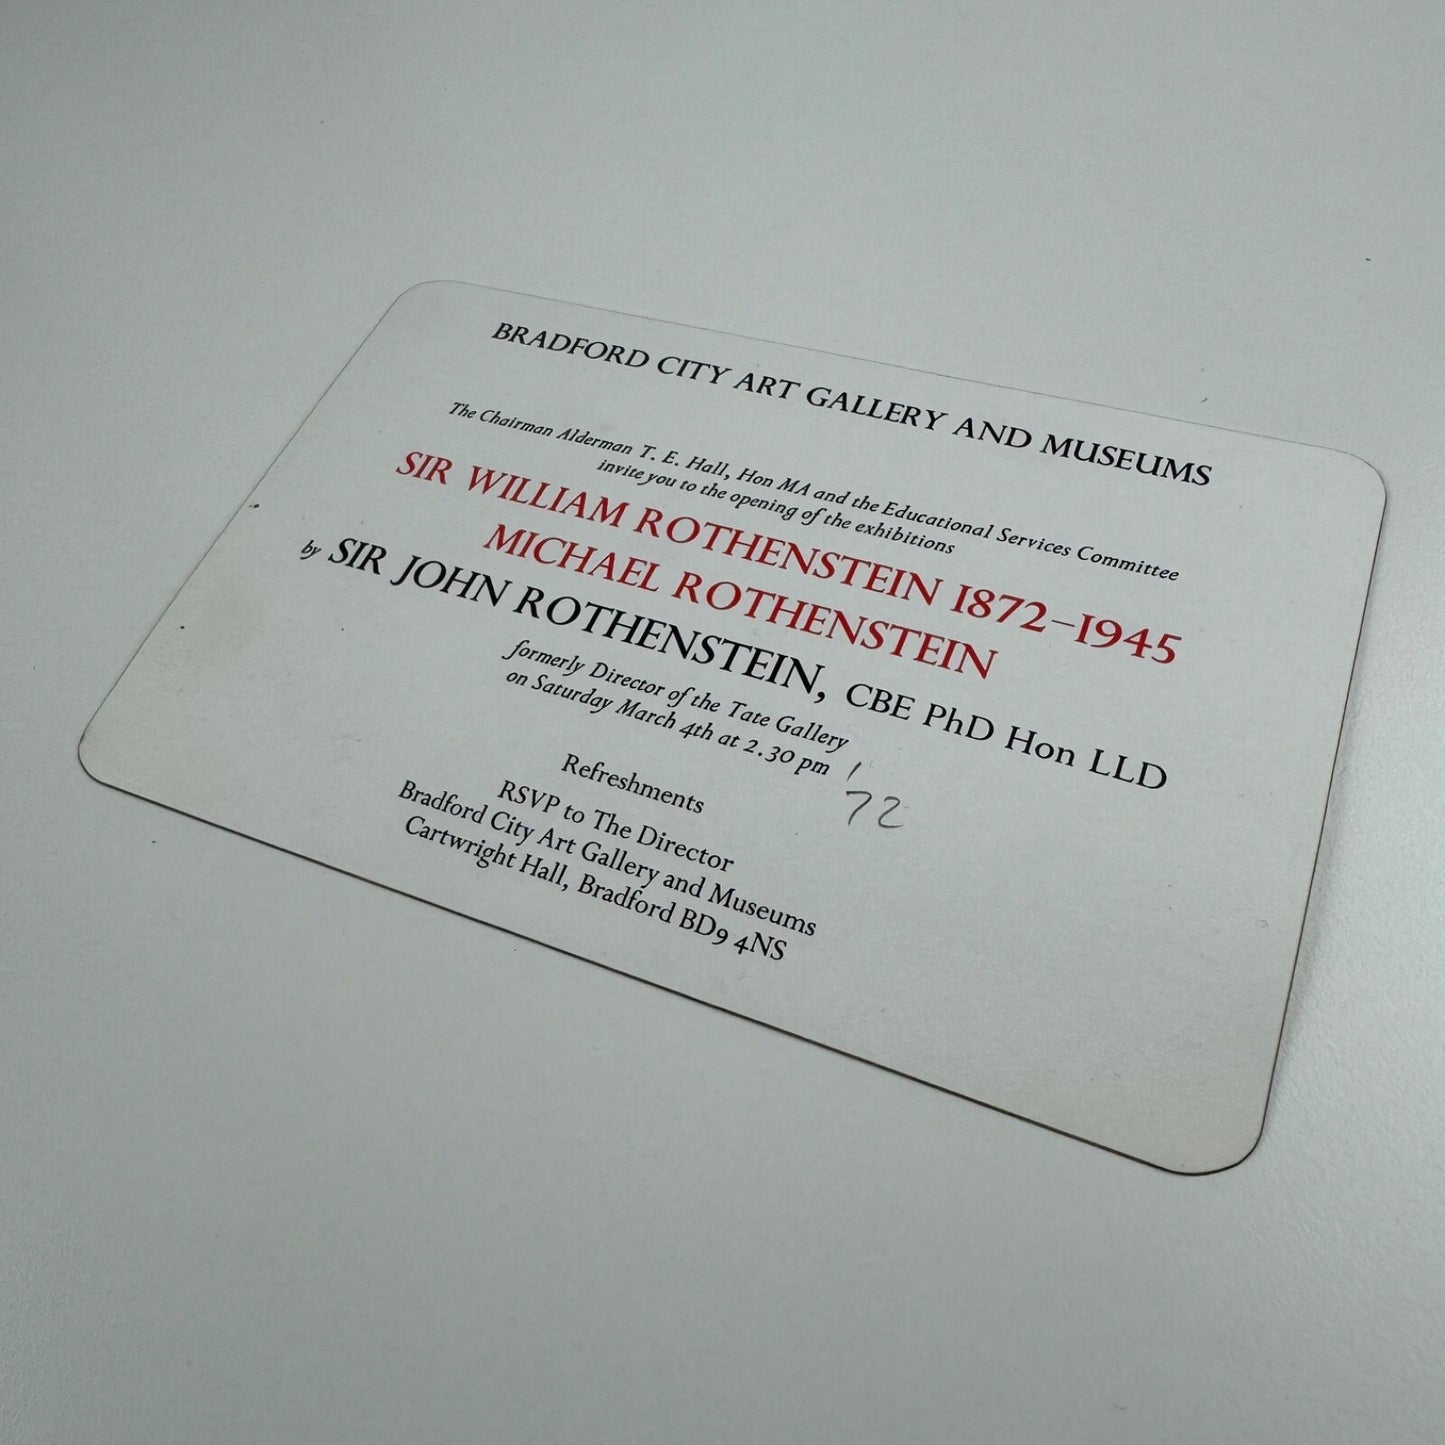 BRADFORD CITY ART GALLERY AND MUSEUMS
The Chairman Alderman T. E. Hall, Hon MA and the Educational Services Committee
invite you to the opening of the exhibitions
SIR WILLIAM ROTHENSTEIN 1872–1945
MICHAEL ROTHENSTEIN
by SIR JOHN ROTHENSTEIN, CBE PhD Hon LLD
formerly Director of the Tate Gallery
on Saturday March 4th at 2.30 pm /
72
Refreshments
RSVP to The Director
Bradford City Art Gallery and Museums
Cartwright Hall, Bradford BD9 4NS